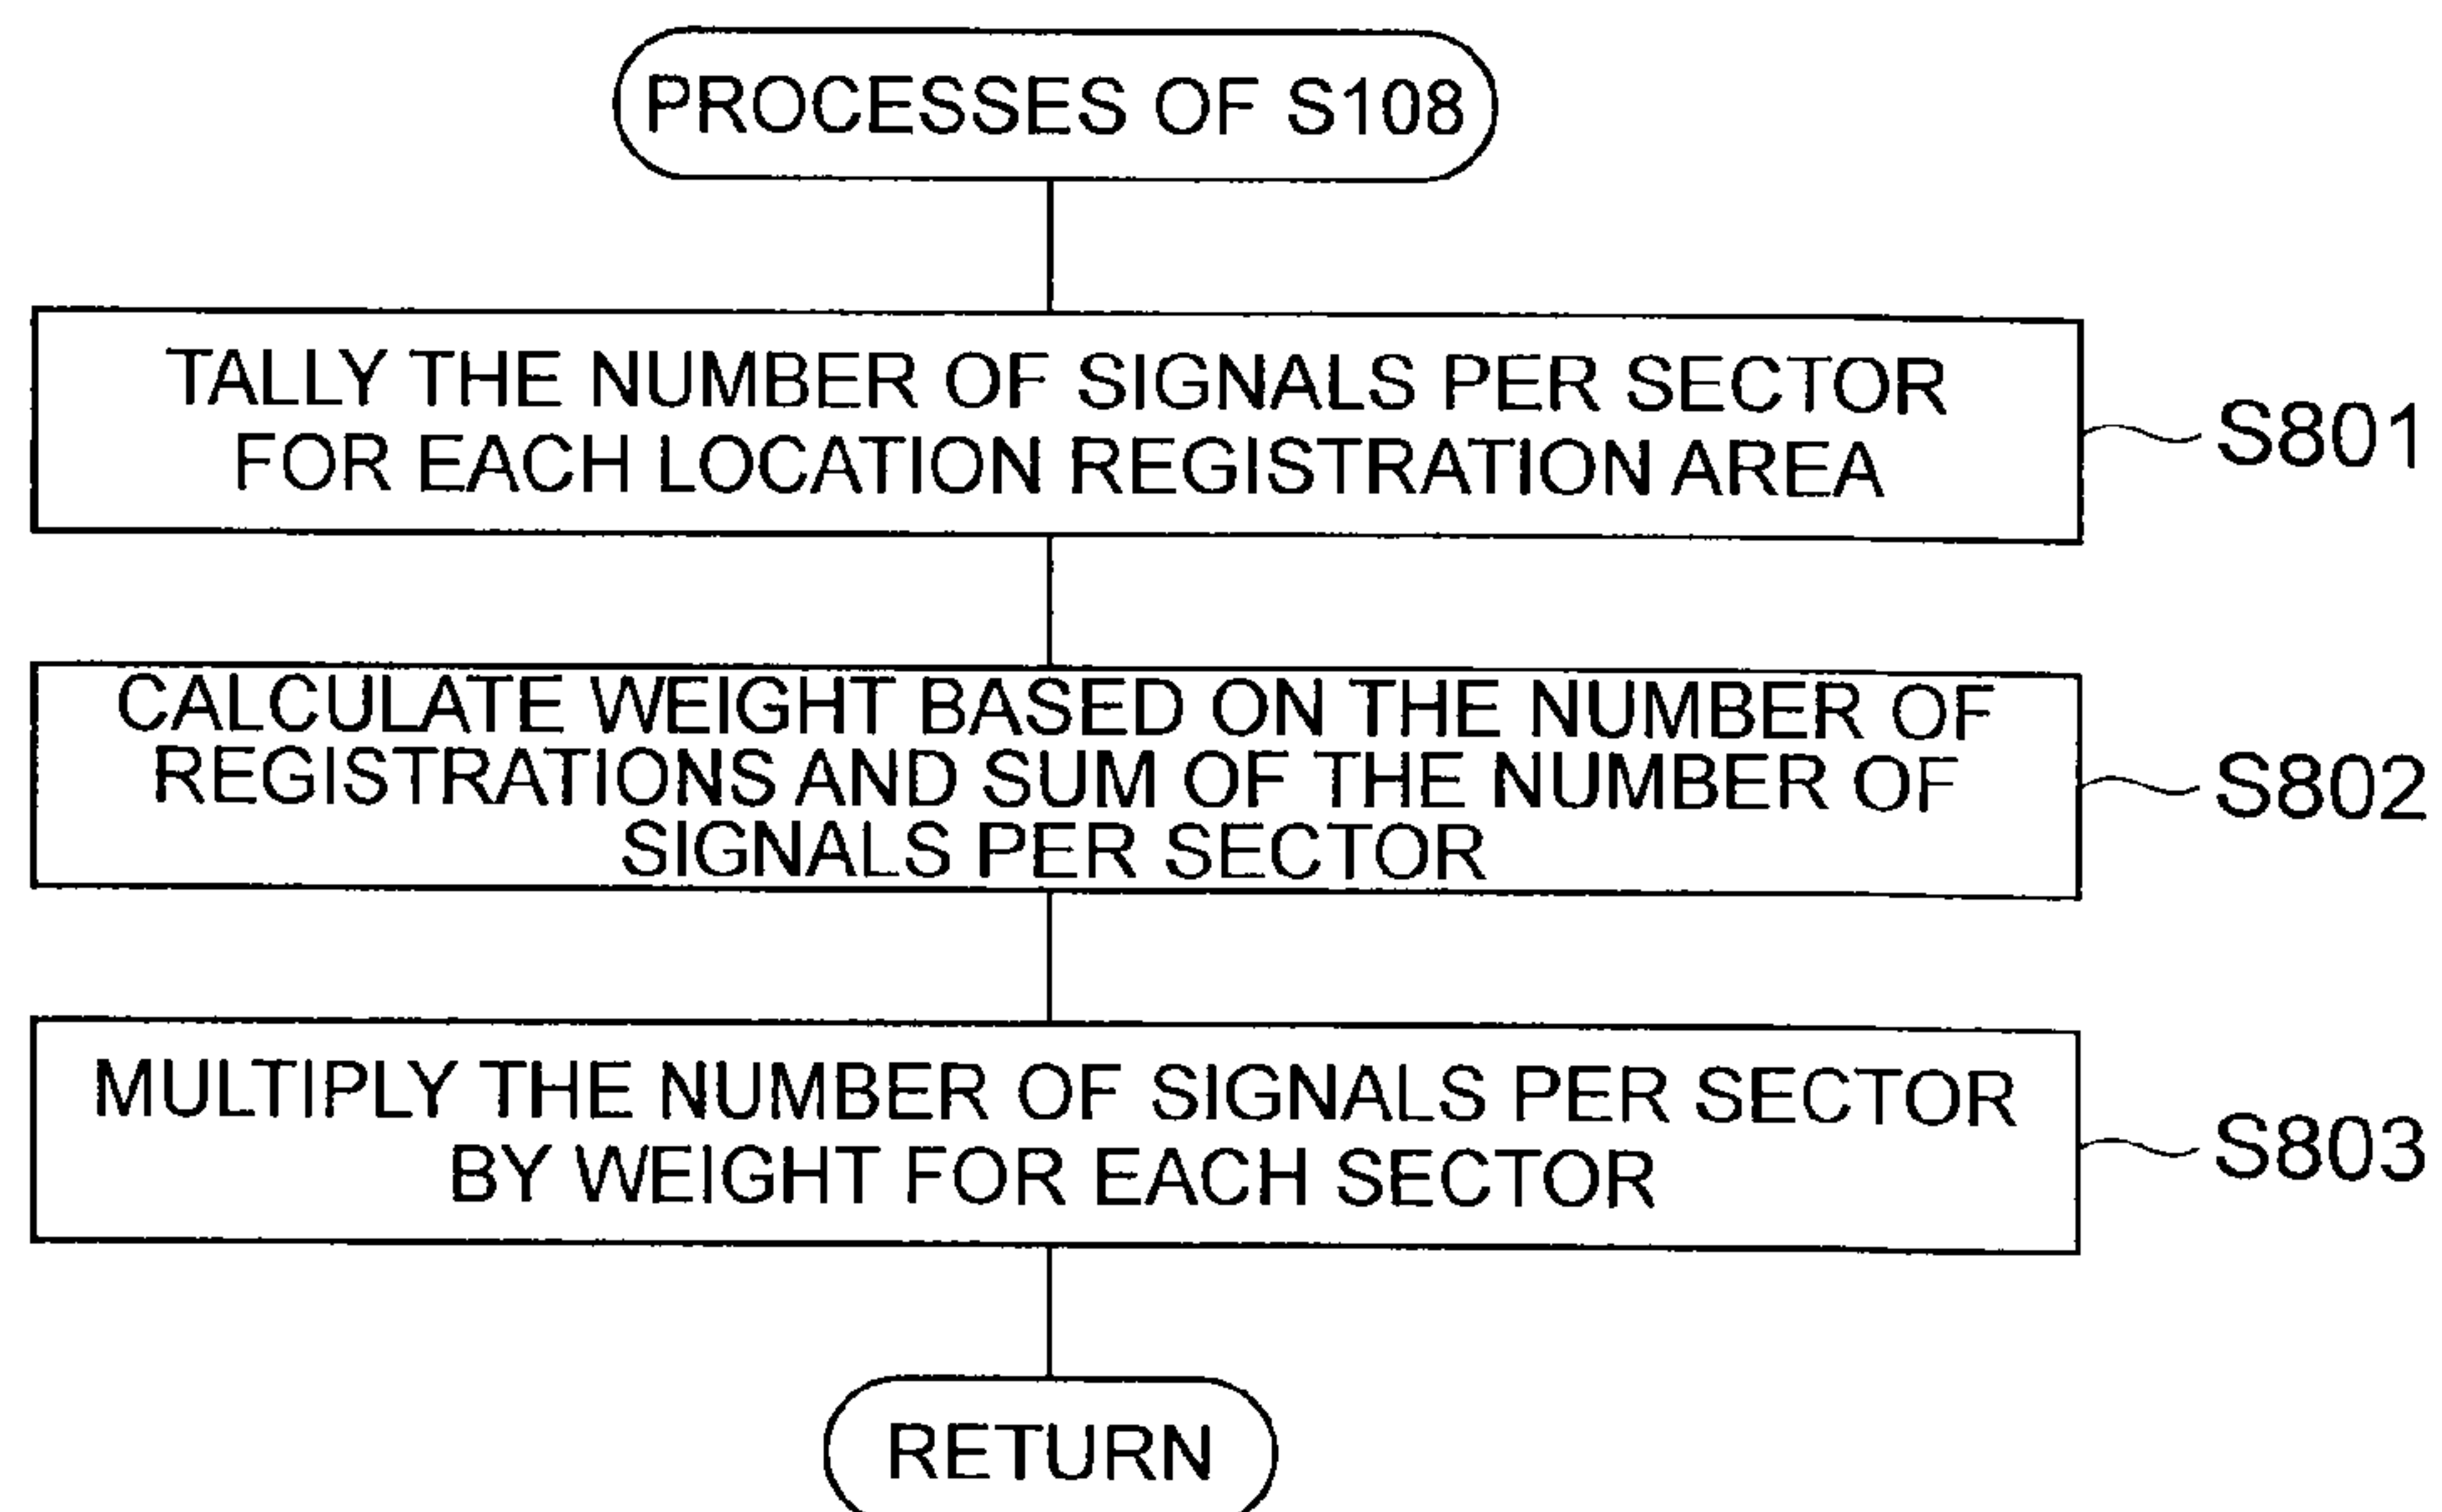 PROCESSES OF S108
TALLY THE NUMBER OF SIGNALS PER SECTOR
FOR EACH LOCATION REGISTRATION AREA
S801
CALCULATE WEIGHT BASED ON THE NUMBER OF
REGISTRATIONS AND SUM OF THE NUMBER OF
SIGNALS PER SECTOR
S802
MULTIPLY THE NUMBER OF SIGNALS PER SECTOR
BY WEIGHT FOR EACH SECTOR
S803
RETURN